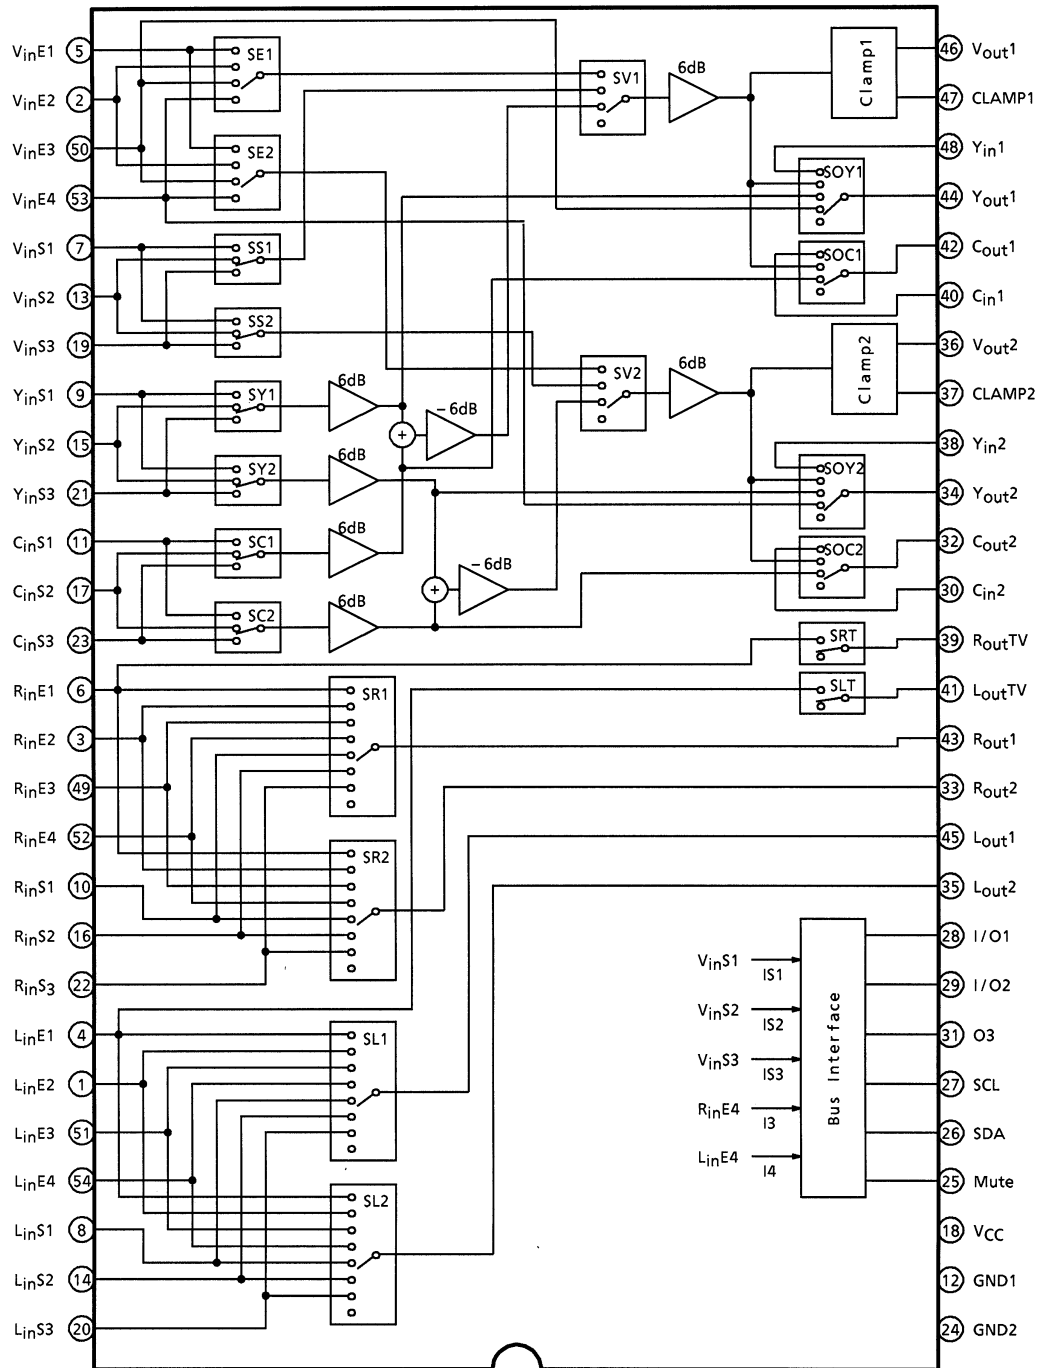 VinE1 5
VinE2 2
VinE3 50
VinE4 53
VinS1 7
VinS2 13
VinS3 19
YinS1 9
YinS2 15
YinS3 21
CinS1 11
CinS2 17
CinS3 23
RinE1 6
RinE2 3
RinE3 49
RinE4 52
RinS1 10
RinS2 16
RinS3 22
LinE1 4
LinE2 1
LinE3 51
LinE4 54
LinS1 8
LinS2 14
LinS3 20
SE1
SE2
SS1
SS2
SY1
SY2
SC1
SC2
6dB
6dB
6dB
6dB
+
−6dB
+
−6dB
SV1
6dB
SV2
6dB
Clamp1
SOY1
SOC1
Clamp2
SOY2
SOC2
SRT
SLT
SR1
SR2
SL1
SL2
VinS1
IS1
VinS2
IS2
VinS3
IS3
RinE4
I3
LinE4
I4
Bus Interface
46 Vout1
47 CLAMP1
48 Yin1
44 Yout1
42 Cout1
40 Cin1
36 Vout2
37 CLAMP2
38 Yin2
34 Yout2
32 Cout2
30 Cin2
39 RoutTV
41 LoutTV
43 Rout1
33 Rout2
45 Lout1
35 Lout2
28 I/O1
29 I/O2
31 O3
27 SCL
26 SDA
25 Mute
18 VCC
12 GND1
24 GND2